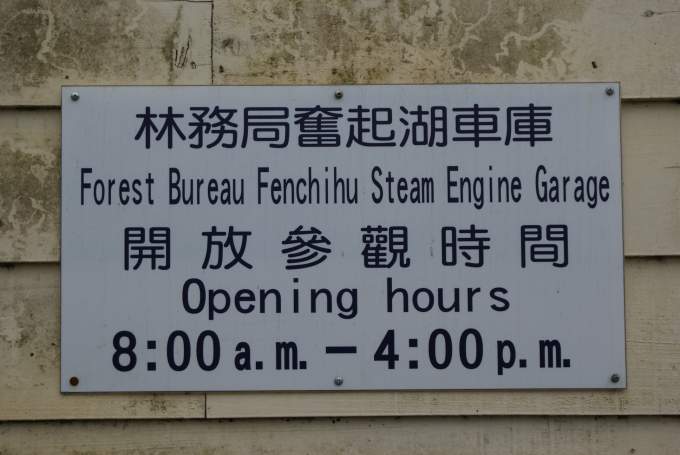 林務局奮起湖車庫
Forest Bureau Fenchihu Steam Engine Garage
開放參觀時間
Opening hours
8:00 a.m. – 4:00 p.m.